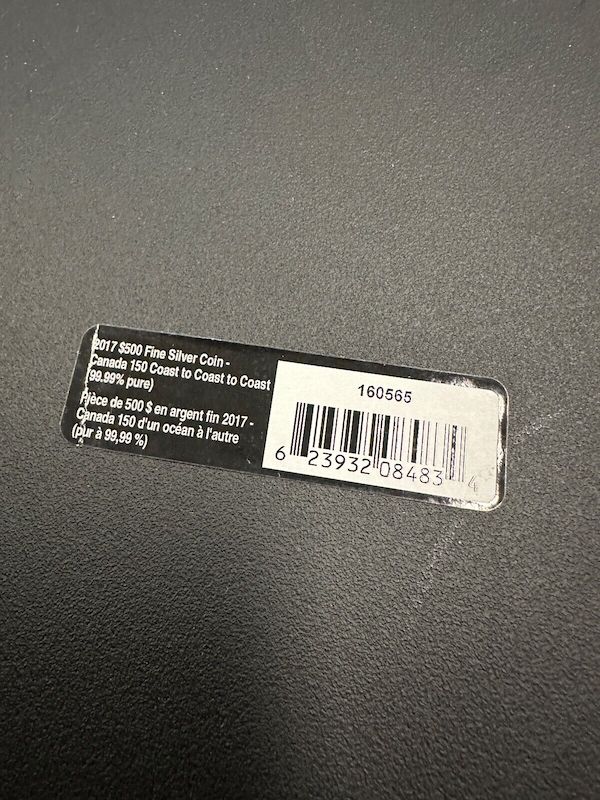 2017 $500 Fine Silver Coin -
Canada 150 Coast to Coast to Coast
(99.99% pure)
Pièce de 500 $ en argent fin 2017 -
Canada 150 d'un océan à l'autre
(pur à 99,99 %)
160565
6 23932 08483 4